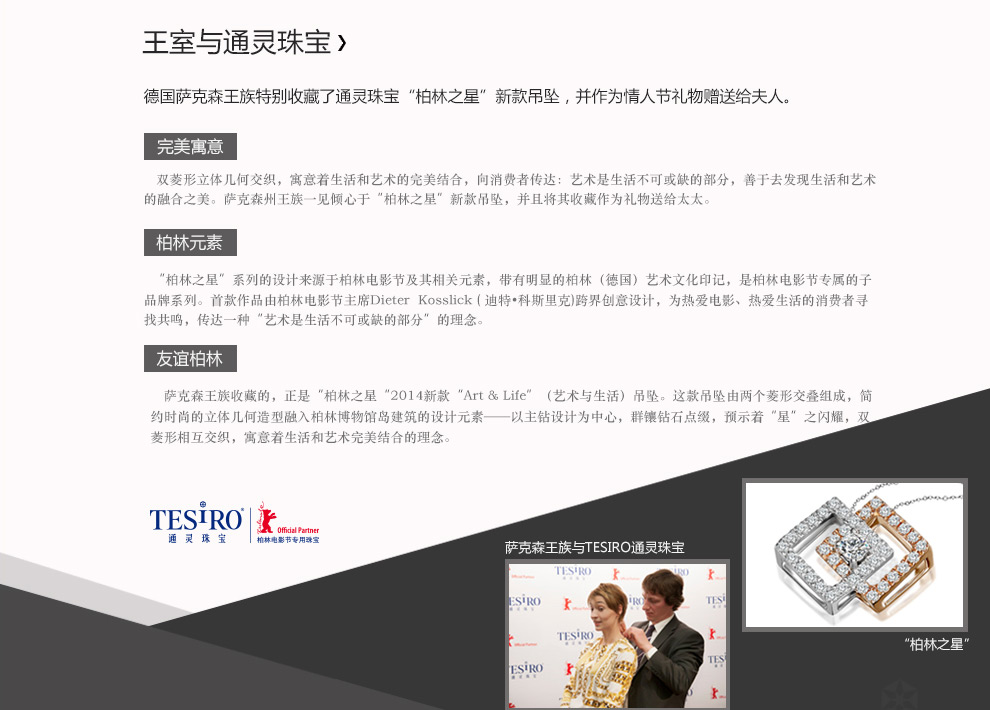 王室与通灵珠宝 ›
德国萨克森王族特别收藏了通灵珠宝“柏林之星”新款吊坠，并作为情人节礼物赠送给夫人。
完美寓意
双菱形立体几何交织，寓意着生活和艺术的完美结合，向消费者传达：艺术是生活不可或缺的部分，善于去发现生活和艺术
的融合之美。萨克森州王族一见倾心于“柏林之星”新款吊坠，并且将其收藏作为礼物送给太太。
柏林元素
“柏林之星”系列的设计来源于柏林电影节及其相关元素，带有明显的柏林（德国）艺术文化印记，是柏林电影节专属的子
品牌系列。首款作品由柏林电影节主席Dieter Kosslick ( 迪特•科斯里克)跨界创意设计，为热爱电影、热爱生活的消费者寻
找共鸣，传达一种“艺术是生活不可或缺的部分“的理念。
友谊柏林
萨克森王族收藏的，正是“柏林之星“2014新款“Art & Life”（艺术与生活）吊坠。这款吊坠由两个菱形交叠组成，简
约时尚的立体几何造型融入柏林博物馆岛建筑的设计元素——以主钻设计为中心，群镶钻石点缀，预示着“星“之闪耀，双
菱形相互交织，寓意着生活和艺术完美结合的理念。
TESIRO
通灵珠宝
Official Partner
柏林电影节专用珠宝
萨克森王族与TESIRO通灵珠宝
TESIRO
TESIRO
TESIRO
TESIRO
“柏林之星”